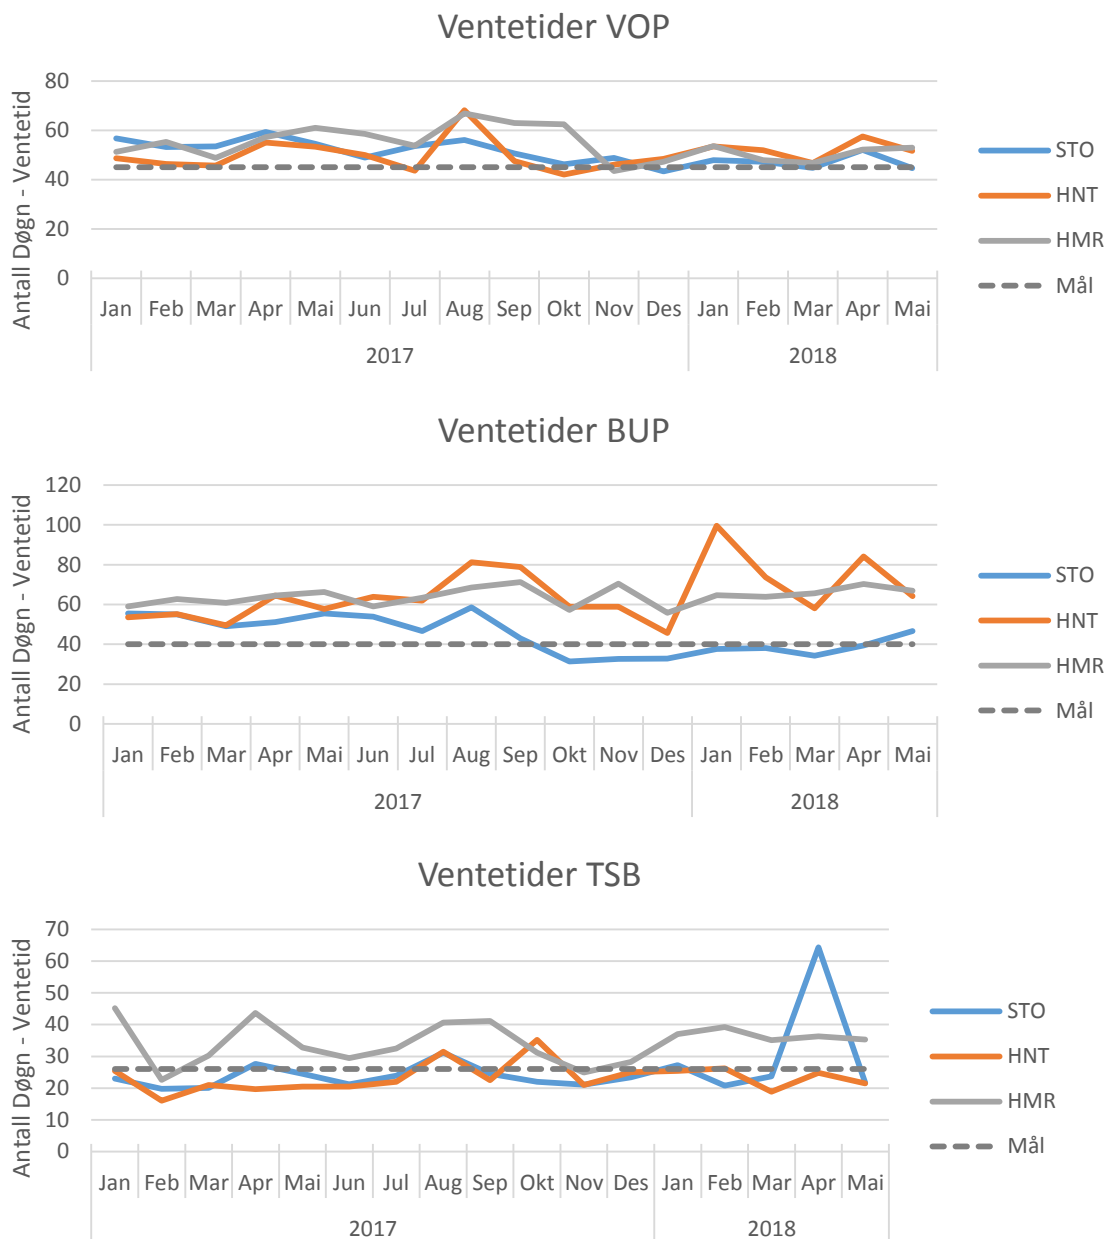 Ventetider VOP
Antall Døgn - Ventetid
80
60
40
20
0
Jan Feb Mar Apr Mai Jun Jul Aug Sep Okt Nov Des Jan Feb Mar Apr Mai
2017 2018
STO
HNT
HMR
Mål
Ventetider BUP
Antall Døgn - Ventetid
120
100
80
60
40
20
0
Jan Feb Mar Apr Mai Jun Jul Aug Sep Okt Nov Des Jan Feb Mar Apr Mai
2017 2018
STO
HNT
HMR
Mål
Ventetider TSB
Antall Døgn - Ventetid
70
60
50
40
30
20
10
0
Jan Feb Mar Apr Mai Jun Jul Aug Sep Okt Nov Des Jan Feb Mar Apr Mai
2017 2018
STO
HNT
HMR
Mål